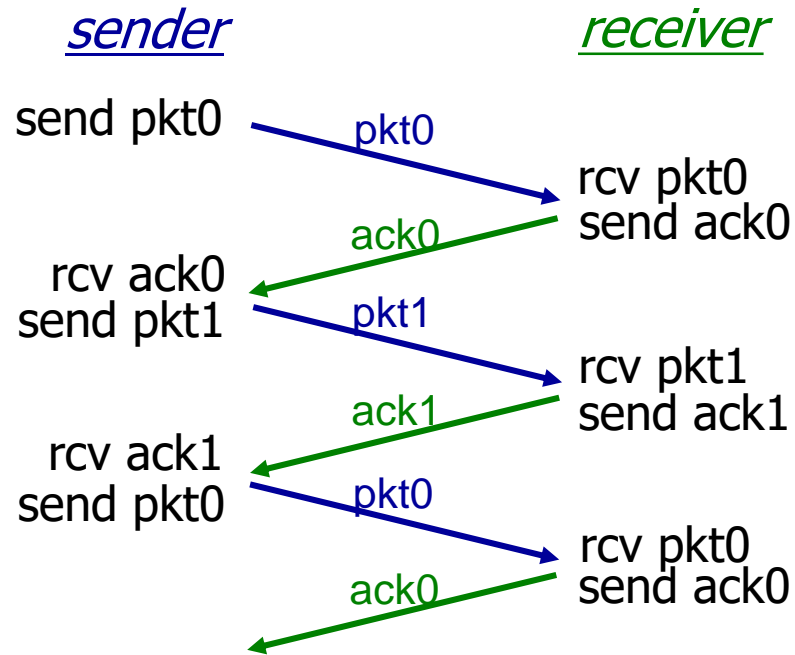 sender
receiver
send pkt0
pkt0
rcv pkt0
send ack0
ack0
rcv ack0
send pkt1
pkt1
rcv pkt1
send ack1
ack1
rcv ack1
send pkt0
pkt0
rcv pkt0
send ack0
ack0